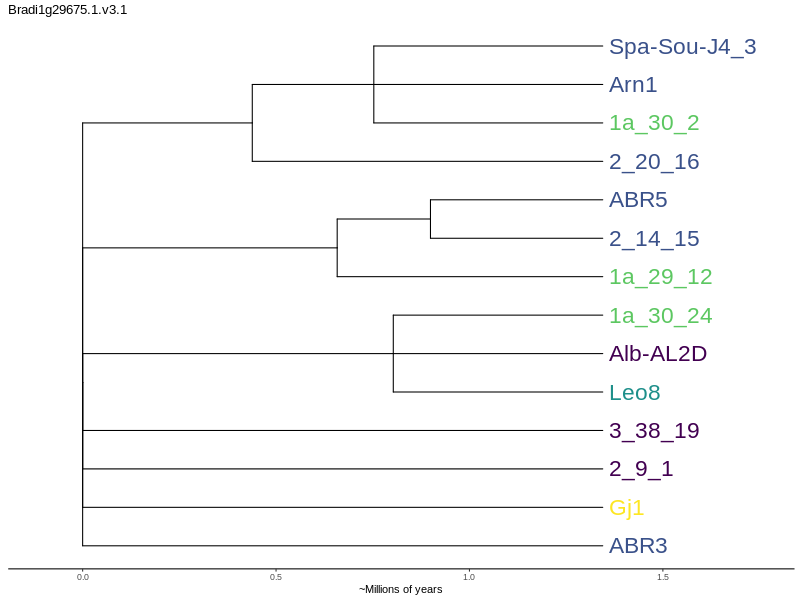 Bradi1g29675.1.v3.1
Spa-Sou-J4_3
Arn1
1a_30_2
2_20_16
ABR5
2_14_15
1a_29_12
1a_30_24
Alb-AL2D
Leo8
3_38_19
2_9_1
Gj1
ABR3
0.0 0.5 1.0 1.5
~Millions of years